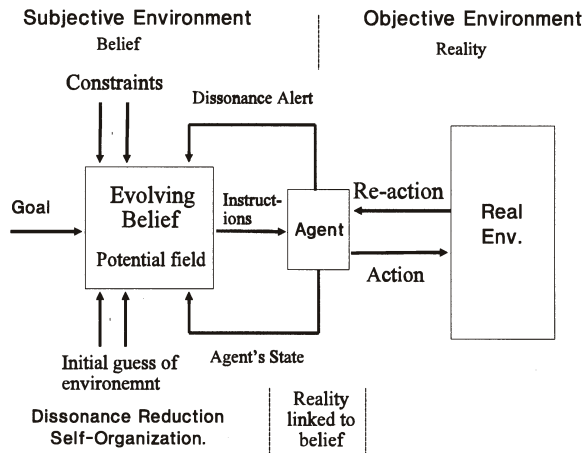 Subjective Environment
Belief
Objective Environment
Reality
Constraints
Dissonance Alert
Goal
Evolving
Belief
Potential field
Instruct-
ions
Agent
Re-action
Action
Real
Env.
Initial guess of
environemnt
Agent's State
Dissonance Reduction
Self-Organization.
Reality
linked to
belief